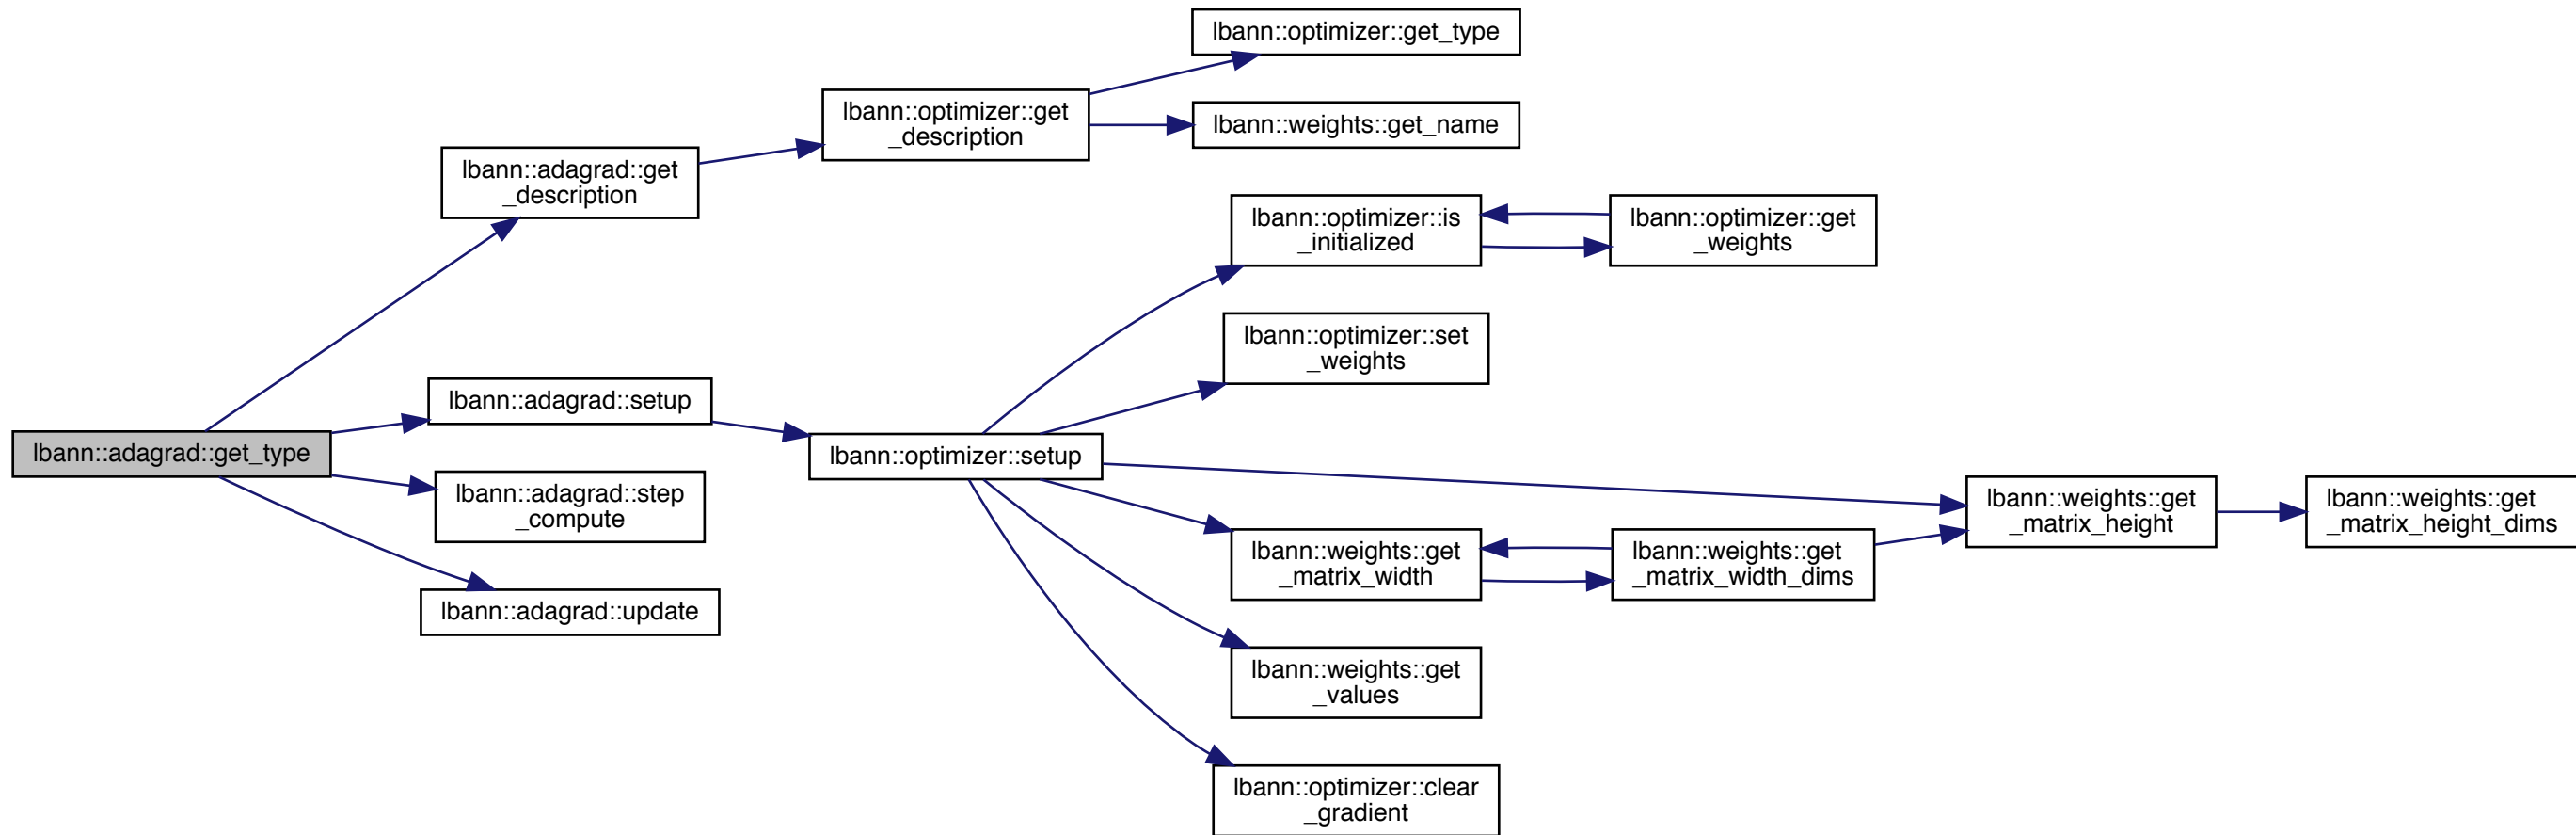 lbann::optimizer::get_type
lbann::optimizer::get
_description
lbann::weights::get_name
lbann::adagrad::get
_description
lbann::optimizer::is
_initialized
lbann::optimizer::get
_weights
lbann::optimizer::set
_weights
lbann::adagrad::setup
lbann::adagrad::get_type
lbann::optimizer::setup
lbann::adagrad::step
_compute
lbann::weights::get
_matrix_height
lbann::weights::get
_matrix_height_dims
lbann::weights::get
_matrix_width
lbann::weights::get
_matrix_width_dims
lbann::adagrad::update
lbann::weights::get
_values
lbann::optimizer::clear
_gradient